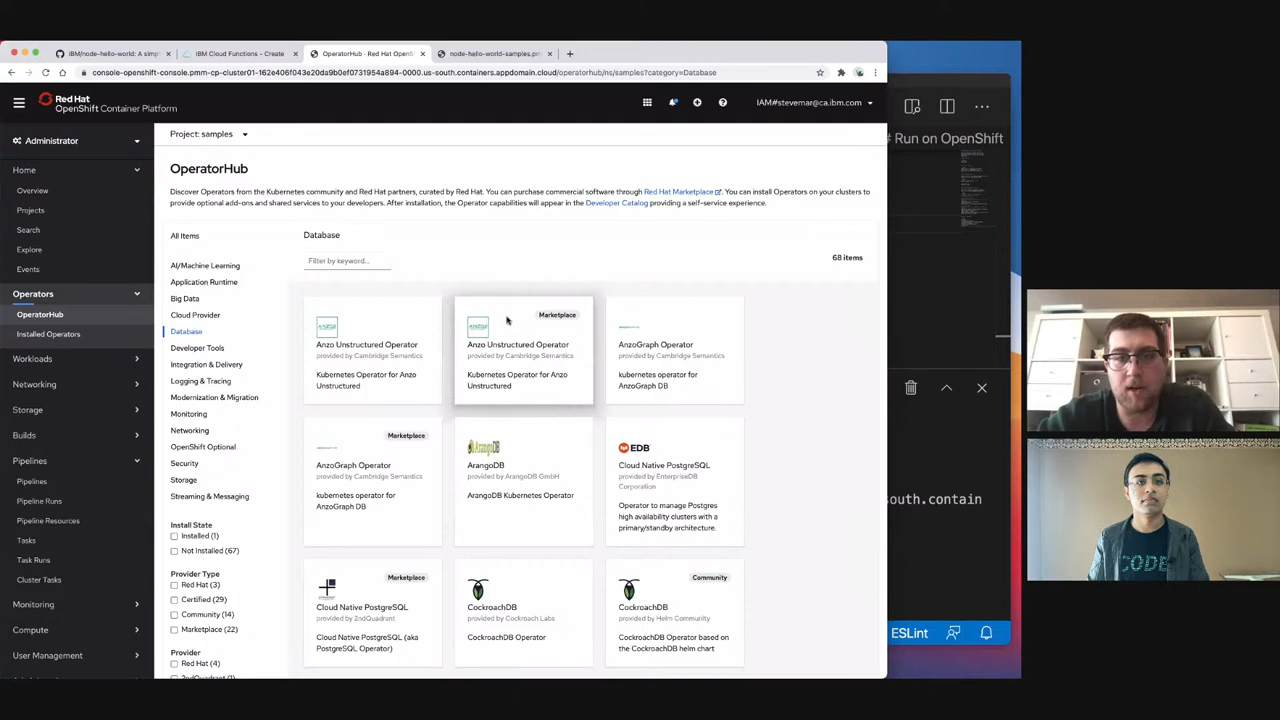 IBM/node-hello-world: A simp
IBM Cloud Functions - Create
OperatorHub · Red Hat OpenS
node-hello-world-samples.pm
console-openshift-console.pmm-cp-cluster01-162e406f043e20da9b0ef0731954a894-0000.us-south.containers.appdomain.cloud/operatorhub/ns/samples?category=Database
Red Hat
OpenShift Container Platform
IAM#stevemar@ca.ibm.com
Administrator
Home
Overview
Projects
Search
Explore
Events
Operators
OperatorHub
Installed Operators
Workloads
Networking
Storage
Builds
Pipelines
Pipelines
Pipeline Runs
Pipeline Resources
Tasks
Task Runs
Cluster Tasks
Monitoring
Compute
User Management
Project: samples
OperatorHub
Discover Operators from the Kubernetes community and Red Hat partners, curated by Red Hat. You can purchase commercial software through Red Hat Marketplace. You can install Operators on your clusters to
provide optional add-ons and shared services to your developers. After installation, the Operator capabilities will appear in the Developer Catalog providing a self-service experience.
All Items
AI/Machine Learning
Application Runtime
Big Data
Cloud Provider
Database
Developer Tools
Integration & Delivery
Logging & Tracing
Modernization & Migration
Monitoring
Networking
OpenShift Optional
Security
Storage
Streaming & Messaging
Install State
Installed (1)
Not Installed (67)
Provider Type
Red Hat (3)
Certified (29)
Community (14)
Marketplace (22)
Provider
Red Hat (4)
2ndQuadrant (1)
Database
Filter by keyword...
68 items
Anzo Unstructured Operator
provided by Cambridge Semantics
Kubernetes Operator for Anzo
Unstructured
Marketplace
Anzo Unstructured Operator
provided by Cambridge Semantics
Kubernetes Operator for Anzo
Unstructured
AnzoGraph Operator
provided by Cambridge Semantics
kubernetes operator for
AnzoGraph DB
Marketplace
AnzoGraph Operator
provided by Cambridge Semantics
kubernetes operator for
AnzoGraph DB
ArangoDB
ArangoDB
provided by ArangoDB GmbH
ArangoDB Kubernetes Operator
EDB
Cloud Native PostgreSQL
provided by EnterpriseDB
Corporation
Operator to manage Postgres
high availability clusters with a
primary/standby architecture.
Marketplace
Cloud Native PostgreSQL
provided by 2ndQuadrant
Cloud Native PostgreSQL (aka
PostgreSQL Operator)
CockroachDB
provided by Cockroach Labs
CockroachDB Operator
Community
CockroachDB
provided by Helm Community
CockroachDB Operator based on
the CockroachDB helm chart
# Run on OpenShift
south.contain
ESLint
CODE